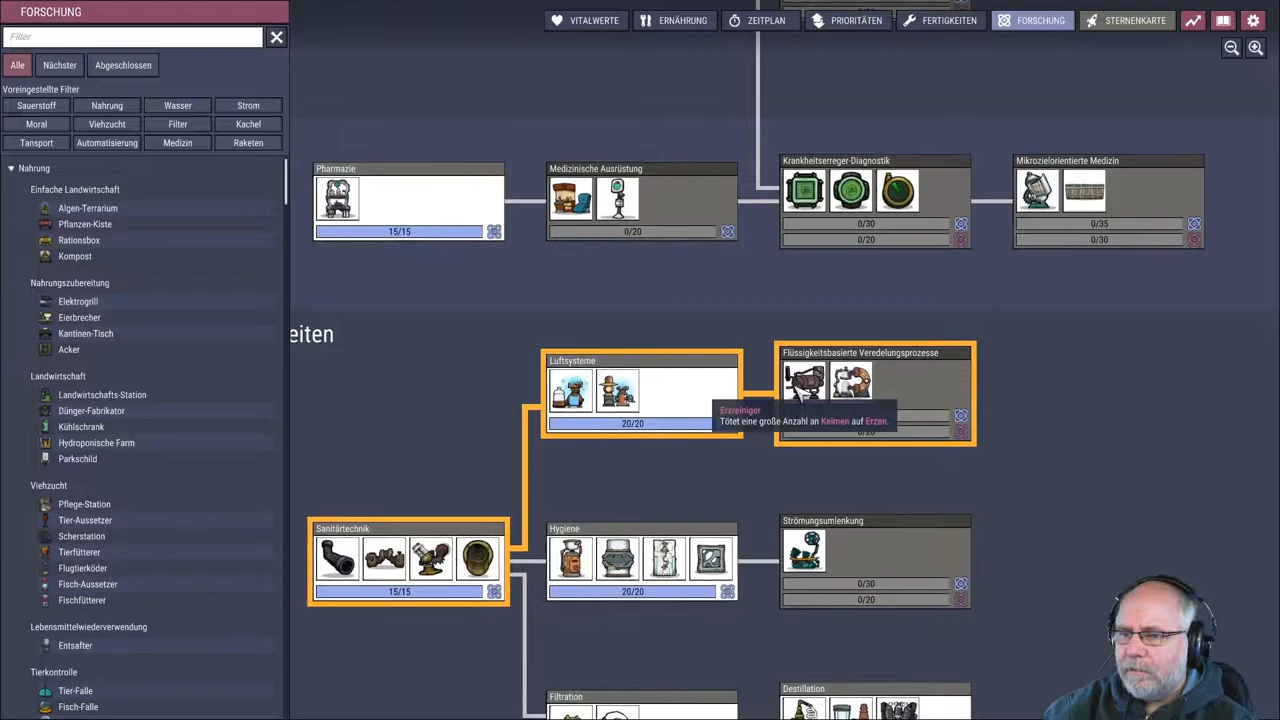 FORSCHUNG
Filter
Alle
Nächster
Abgeschlossen
Voreingestellte Filter
Sauerstoff
Nahrung
Wasser
Strom
Moral
Viehzucht
Filter
Kachel
Tansport
Automatisierung
Medizin
Raketen
Nahrung
Einfache Landwirtschaft
Algen-Terrarium
Pflanzen-Kiste
Rationsbox
Kompost
Nahrungszubereitung
Elektrogrill
Eierbrecher
Kantinen-Tisch
Acker
Landwirtschaft
Landwirtschafts-Station
Dünger-Fabrikator
Kühlschrank
Hydroponische Farm
Parkschild
Viehzucht
Pflege-Station
Tier-Aussetzer
Scherstation
Tierfütterer
Flugtierköder
Fisch-Aussetzer
Fischfütterer
Lebensmittelwiederverwendung
Entsafter
Tierkontrolle
Tier-Falle
Fisch-Falle
VITALWERTE
ERNÄHRUNG
ZEITPLAN
PRIORITÄTEN
FERTIGKEITEN
FORSCHUNG
STERNENKARTE
Pharmazie
15/15
Medizinische Ausrüstung
0/20
Krankheitserreger-Diagnostik
0/30
0/20
Mikrozielorientierte Medizin
0/35
0/30
eiten
Luftsysteme
20/20
Flüssigkeitsbasierte Veredelungsprozesse
Erzreiniger
Tötet eine große Anzahl an Keimen auf Erzen.
Sanitärtechnik
15/15
Hygiene
20/20
Strömungsumlenkung
0/30
0/20
Filtration
Destillation